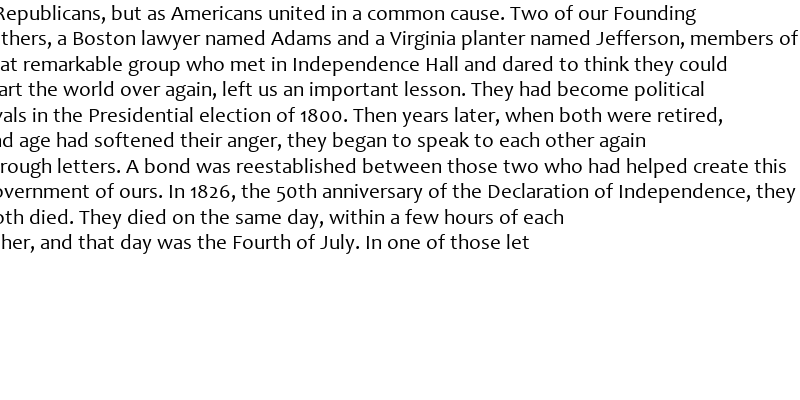 Republicans, but as Americans united in a common cause. Two of our Founding
thers, a Boston lawyer named Adams and a Virginia planter named Jefferson, members of
at remarkable group who met in Independence Hall and dared to think they could
art the world over again, left us an important lesson. They had become political
vals in the Presidential election of 1800. Then years later, when both were retired,
nd age had softened their anger, they began to speak to each other again
rough letters. A bond was reestablished between those two who had helped create this
overnment of ours. In 1826, the 50th anniversary of the Declaration of Independence, they
oth died. They died on the same day, within a few hours of each
her, and that day was the Fourth of July. In one of those let